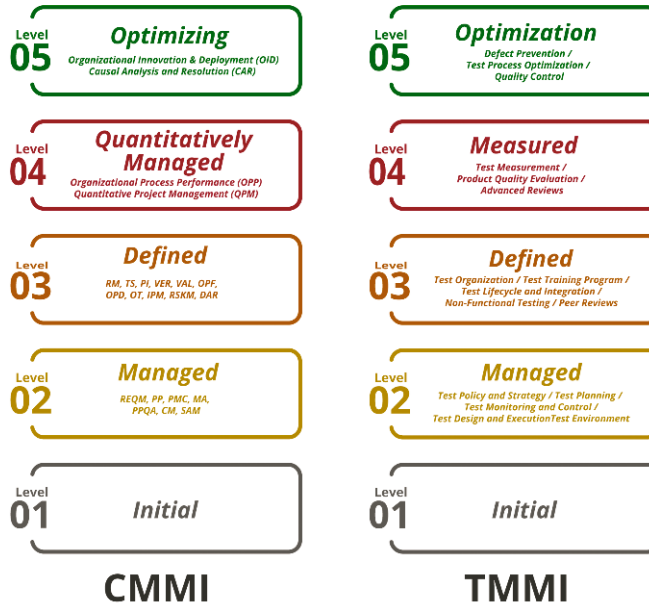 Level
05
Optimizing
Organizational Innovation & Deployment (OID)
Causal Analysis and Resolution (CAR)
Level
04
Quantitatively
Managed
Organizational Process Performance (OPP)
Quantitative Project Management (QPM)
Level
03
Defined
RM, TS, PI, VER, VAL, OPF,
OPD, OT, IPM, RSKM, DAR
Level
02
Managed
REQM, PP, PMC, MA,
PPQA, CM, SAM
Level
01
Initial
CMMI
Level
05
Optimization
Defect Prevention /
Test Process Optimization /
Quality Control
Level
04
Measured
Test Measurement /
Product Quality Evaluation /
Advanced Reviews
Level
03
Defined
Test Organization / Test Training Program /
Test Lifecycle and Integration /
Non-Functional Testing / Peer Reviews
Level
02
Managed
Test Policy and Strategy / Test Planning /
Test Monitoring and Control /
Test Design and ExecutionTest Environment
Level
01
Initial
TMMI